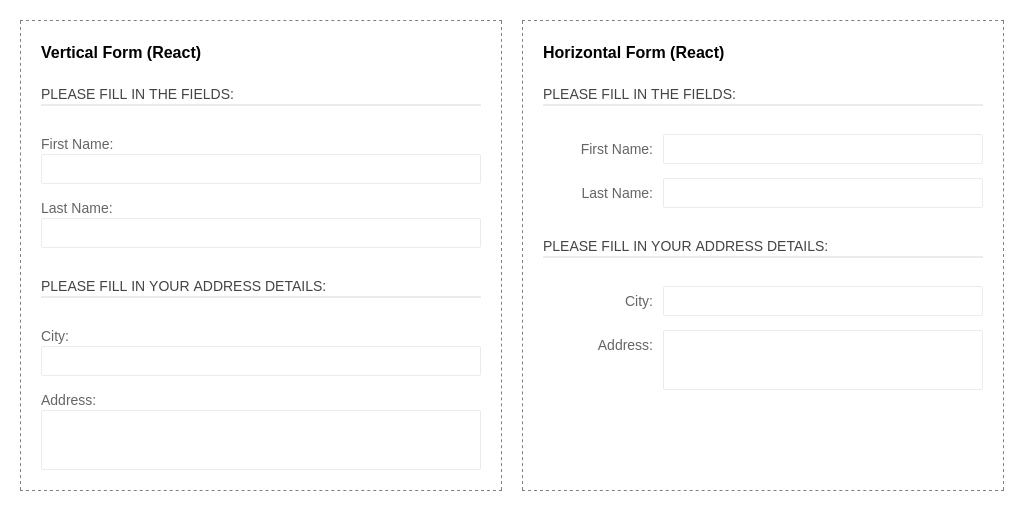 Vertical Form (React)
PLEASE FILL IN THE FIELDS:
First Name:
Last Name:
PLEASE FILL IN YOUR ADDRESS DETAILS:
City:
Address:
Horizontal Form (React)
PLEASE FILL IN THE FIELDS:
First Name:
Last Name:
PLEASE FILL IN YOUR ADDRESS DETAILS:
City:
Address: